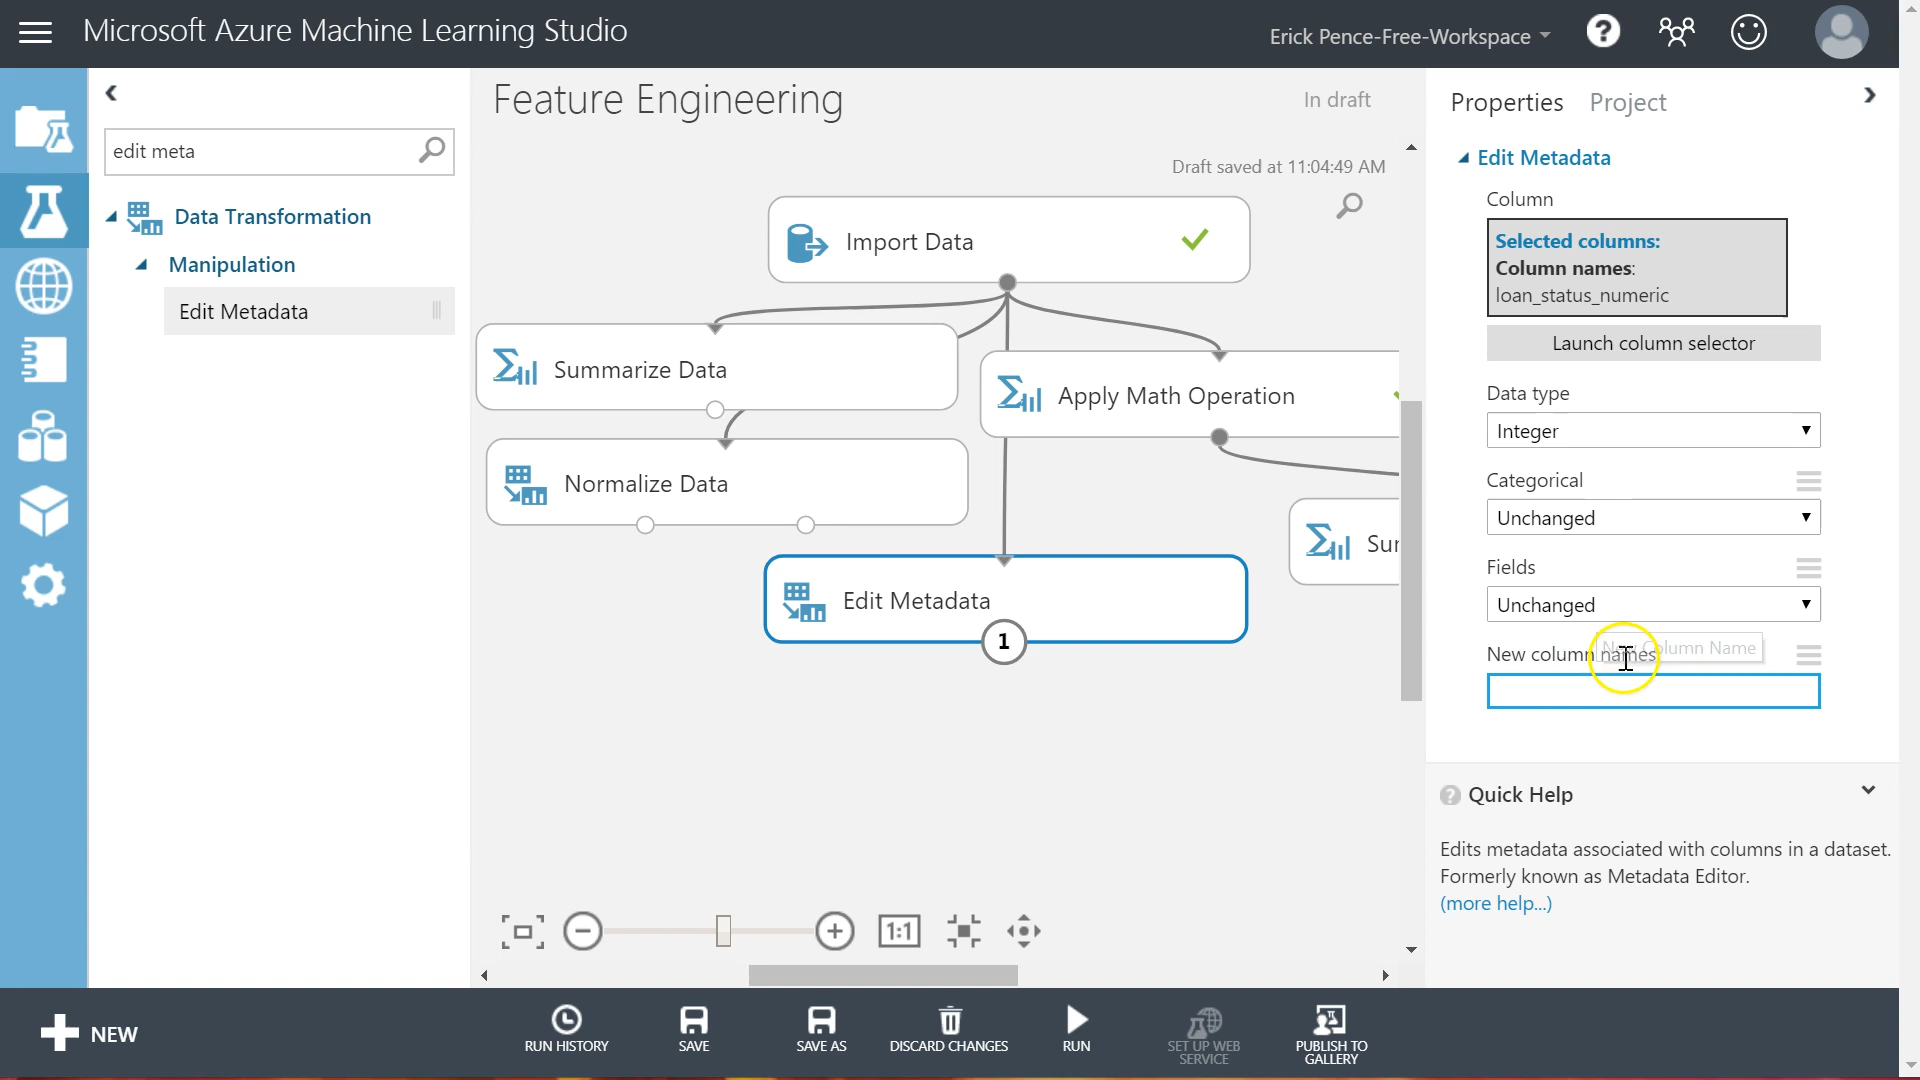 Microsoft Azure Machine Learning Studio
Erick Pence-Free-Workspace
edit meta
Data Transformation
Manipulation
Edit Metadata
Feature Engineering
In draft
Draft saved at 11:04:49 AM
Import Data
Summarize Data
Apply Math Operation
Normalize Data
Sur
Edit Metadata
1
1:1
Properties
Project
Edit Metadata
Column
Selected columns:
Column names:
loan_status_numeric
Launch column selector
Data type
Integer
Categorical
Unchanged
Fields
Unchanged
New column names
New Column Name
Quick Help
Edits metadata associated with columns in a dataset.
Formerly known as Metadata Editor.
(more help...)
NEW
RUN HISTORY
SAVE
SAVE AS
DISCARD CHANGES
RUN
SET UP WEB
SERVICE
PUBLISH TO
GALLERY